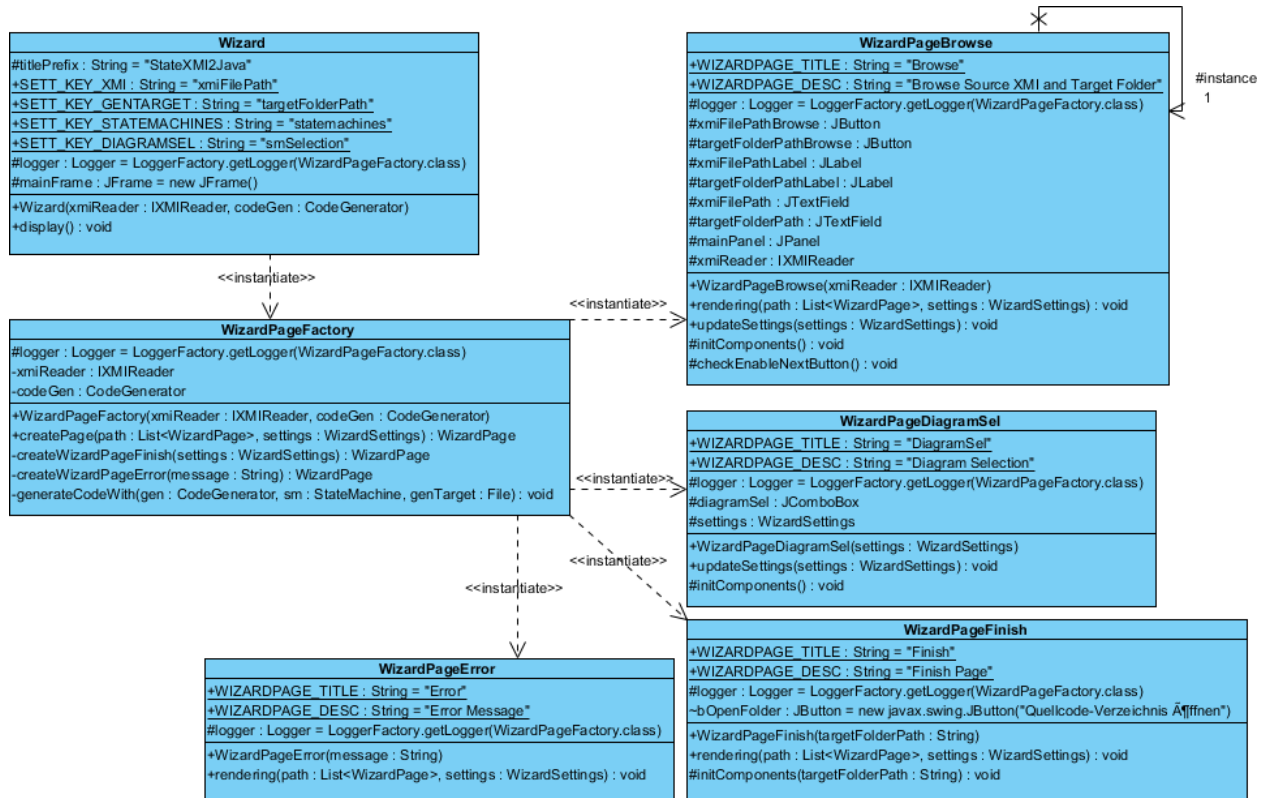 Wizard
#titlePrefix : String = "StateXMI2Java"
+SETT_KEY_XMI : String = "xmiFilePath"
+SETT_KEY_GENTARGET : String = "targetFolderPath"
+SETT_KEY_STATEMACHINES : String = "statemachines"
+SETT_KEY_DIAGRAMSEL : String = "smSelection"
#logger : Logger = LoggerFactory.getLogger(WizardPageFactory.class)
#mainFrame : JFrame = new JFrame()
+Wizard(xmiReader : IXMIReader, codeGen : CodeGenerator)
+display() : void
<<instantiate>>
WizardPageFactory
#logger : Logger = LoggerFactory.getLogger(WizardPageFactory.class)
-xmiReader : IXMIReader
-codeGen : CodeGenerator
+WizardPageFactory(xmiReader : IXMIReader, codeGen : CodeGenerator)
+createPage(path : List<WizardPage>, settings : WizardSettings) : WizardPage
-createWizardPageFinish(settings : WizardSettings) : WizardPage
-createWizardPageError(message : String) : WizardPage
-generateCodeWith(gen : CodeGenerator, sm : StateMachine, genTarget : File) : void
<<instantiate>>
WizardPageBrowse
+WIZARDPAGE_TITLE : String = "Browse"
+WIZARDPAGE_DESC : String = "Browse Source XMI and Target Folder"
#logger : Logger = LoggerFactory.getLogger(WizardPageFactory.class)
#xmiFilePathBrowse : JButton
#targetFolderPathBrowse : JButton
#xmiFilePathLabel : JLabel
#targetFolderPathLabel : JLabel
#xmiFilePath : JTextField
#targetFolderPath : JTextField
#mainPanel : JPanel
#xmiReader : IXMIReader
+WizardPageBrowse(xmiReader : IXMIReader)
+rendering(path : List<WizardPage>, settings : WizardSettings) : void
+updateSettings(settings : WizardSettings) : void
#initComponents() : void
#checkEnableNextButton() : void
#instance
1
<<instantiate>>
WizardPageDiagramSel
+WIZARDPAGE_TITLE : String = "DiagramSel"
+WIZARDPAGE_DESC : String = "Diagram Selection"
#logger : Logger = LoggerFactory.getLogger(WizardPageFactory.class)
#diagramSel : JComboBox
#settings : WizardSettings
+WizardPageDiagramSel(settings : WizardSettings)
+updateSettings(settings : WizardSettings) : void
#initComponents() : void
<<instantiate>>
<<instantiate>>
WizardPageError
+WIZARDPAGE_TITLE : String = "Error"
+WIZARDPAGE_DESC : String = "Error Message"
#logger : Logger = LoggerFactory.getLogger(WizardPageFactory.class)
+WizardPageError(message : String)
+rendering(path : List<WizardPage>, settings : WizardSettings) : void
WizardPageFinish
+WIZARDPAGE_TITLE : String = "Finish"
+WIZARDPAGE_DESC : String = "Finish Page"
#logger : Logger = LoggerFactory.getLogger(WizardPageFactory.class)
~bOpenFolder : JButton = new javax.swing.JButton("Quellcode-Verzeichnis Ã¶ffnen")
+WizardPageFinish(targetFolderPath : String)
+rendering(path : List<WizardPage>, settings : WizardSettings) : void
#initComponents(targetFolderPath : String) : void